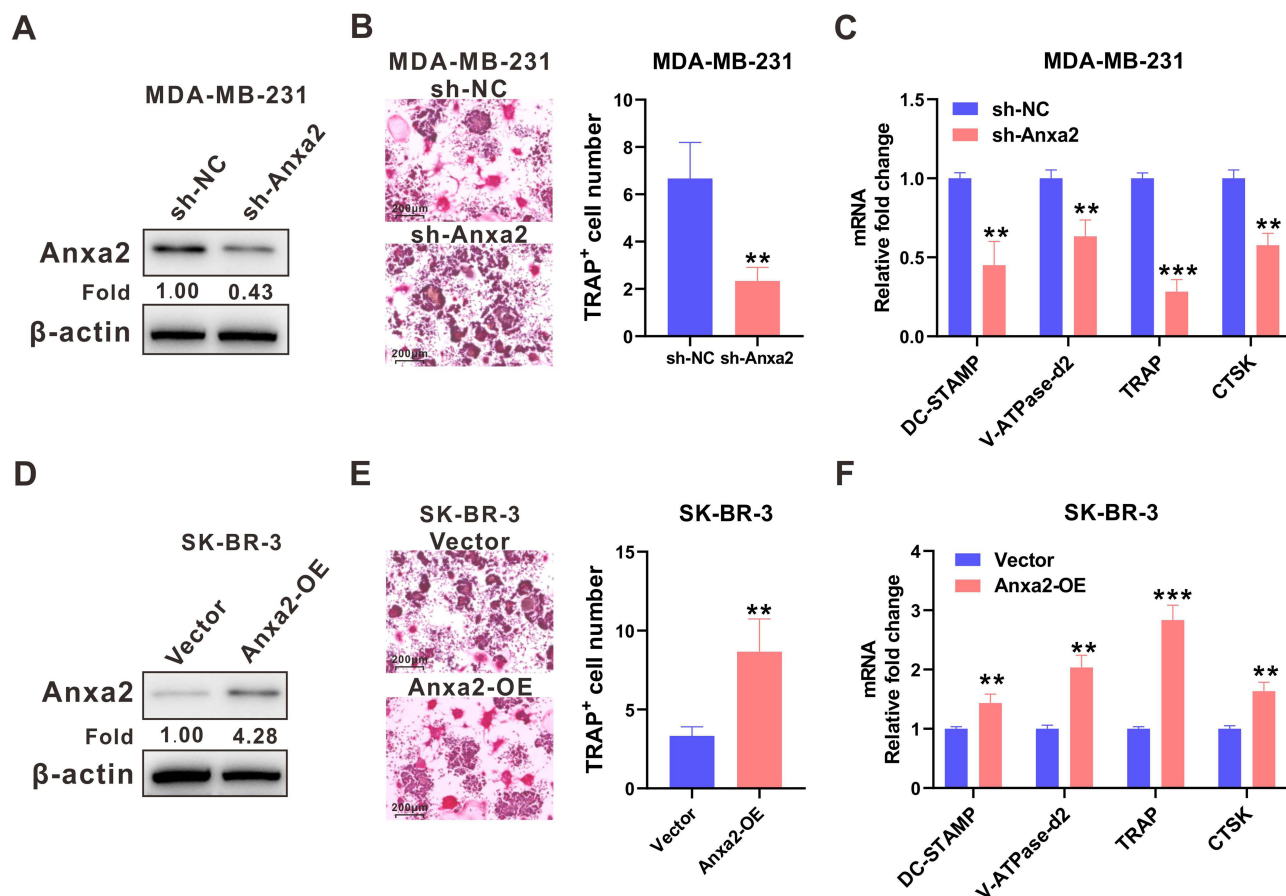 A
MDA-MB-231
sh-NC
sh-Anxa2
Anxa2
Fold 1.00 0.43
β-actin
B
MDA-MB-231
sh-NC
200μm
sh-Anxa2
200μm
MDA-MB-231
TRAP+ cell number
10
8
6
4
2
0
**
sh-NC sh-Anxa2
C
MDA-MB-231
mRNA
Relative fold change
1.5
1.0
0.5
0.0
sh-NC
sh-Anxa2
** ** *** **
DC-STAMP
V-ATPase-d2
TRAP
CTSK
D
SK-BR-3
Vector
Anxa2-OE
Anxa2
Fold 1.00 4.28
β-actin
E
SK-BR-3
Vector
200μm
Anxa2-OE
200μm
SK-BR-3
TRAP+ cell number
15
10
5
0
**
Vector
Anxa2-OE
F
SK-BR-3
mRNA
Relative fold change
4
3
2
1
0
Vector
Anxa2-OE
** ** *** **
DC-STAMP
V-ATPase-d2
TRAP
CTSK